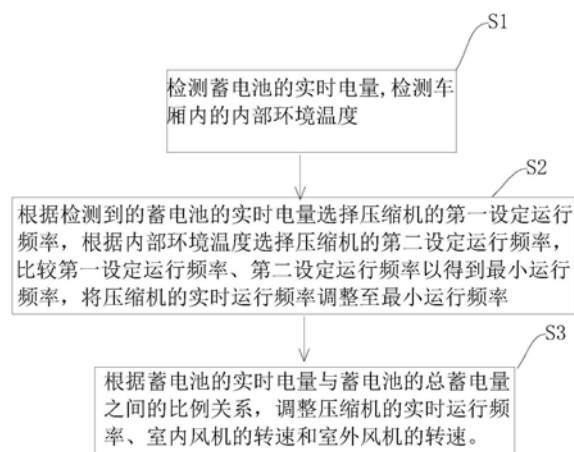 S1
检测蓄电池的实时电量,检测车
厢内的内部环境温度
S2
根据检测到的蓄电池的实时电量选择压缩机的第一设定运行
频率，根据内部环境温度选择压缩机的第二设定运行频率，
比较第一设定运行频率、第二设定运行频率以得到最小运行
频率，将压缩机的实时运行频率调整至最小运行频率
S3
根据蓄电池的实时电量与蓄电池的总蓄电量
之间的比例关系，调整压缩机的实时运行频
率、室内风机的转速和室外风机的转速。